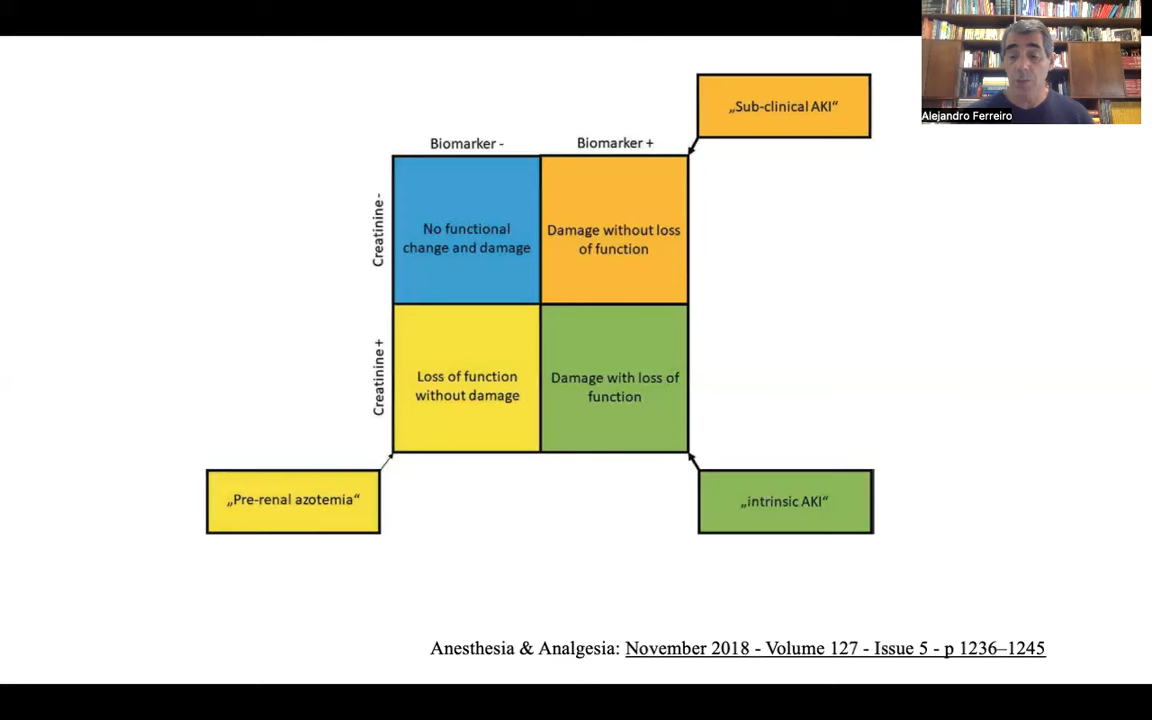 Alejandro Ferreiro
„Sub-clinical AKI“
Biomarker -
Biomarker +
Creatinine -
No functional
change and damage
Damage without loss
of function
Creatinine +
Loss of function
without damage
Damage with loss of
function
„Pre-renal azotemia“
„intrinsic AKI“
Anesthesia & Analgesia: November 2018 - Volume 127 - Issue 5 - p 1236–1245